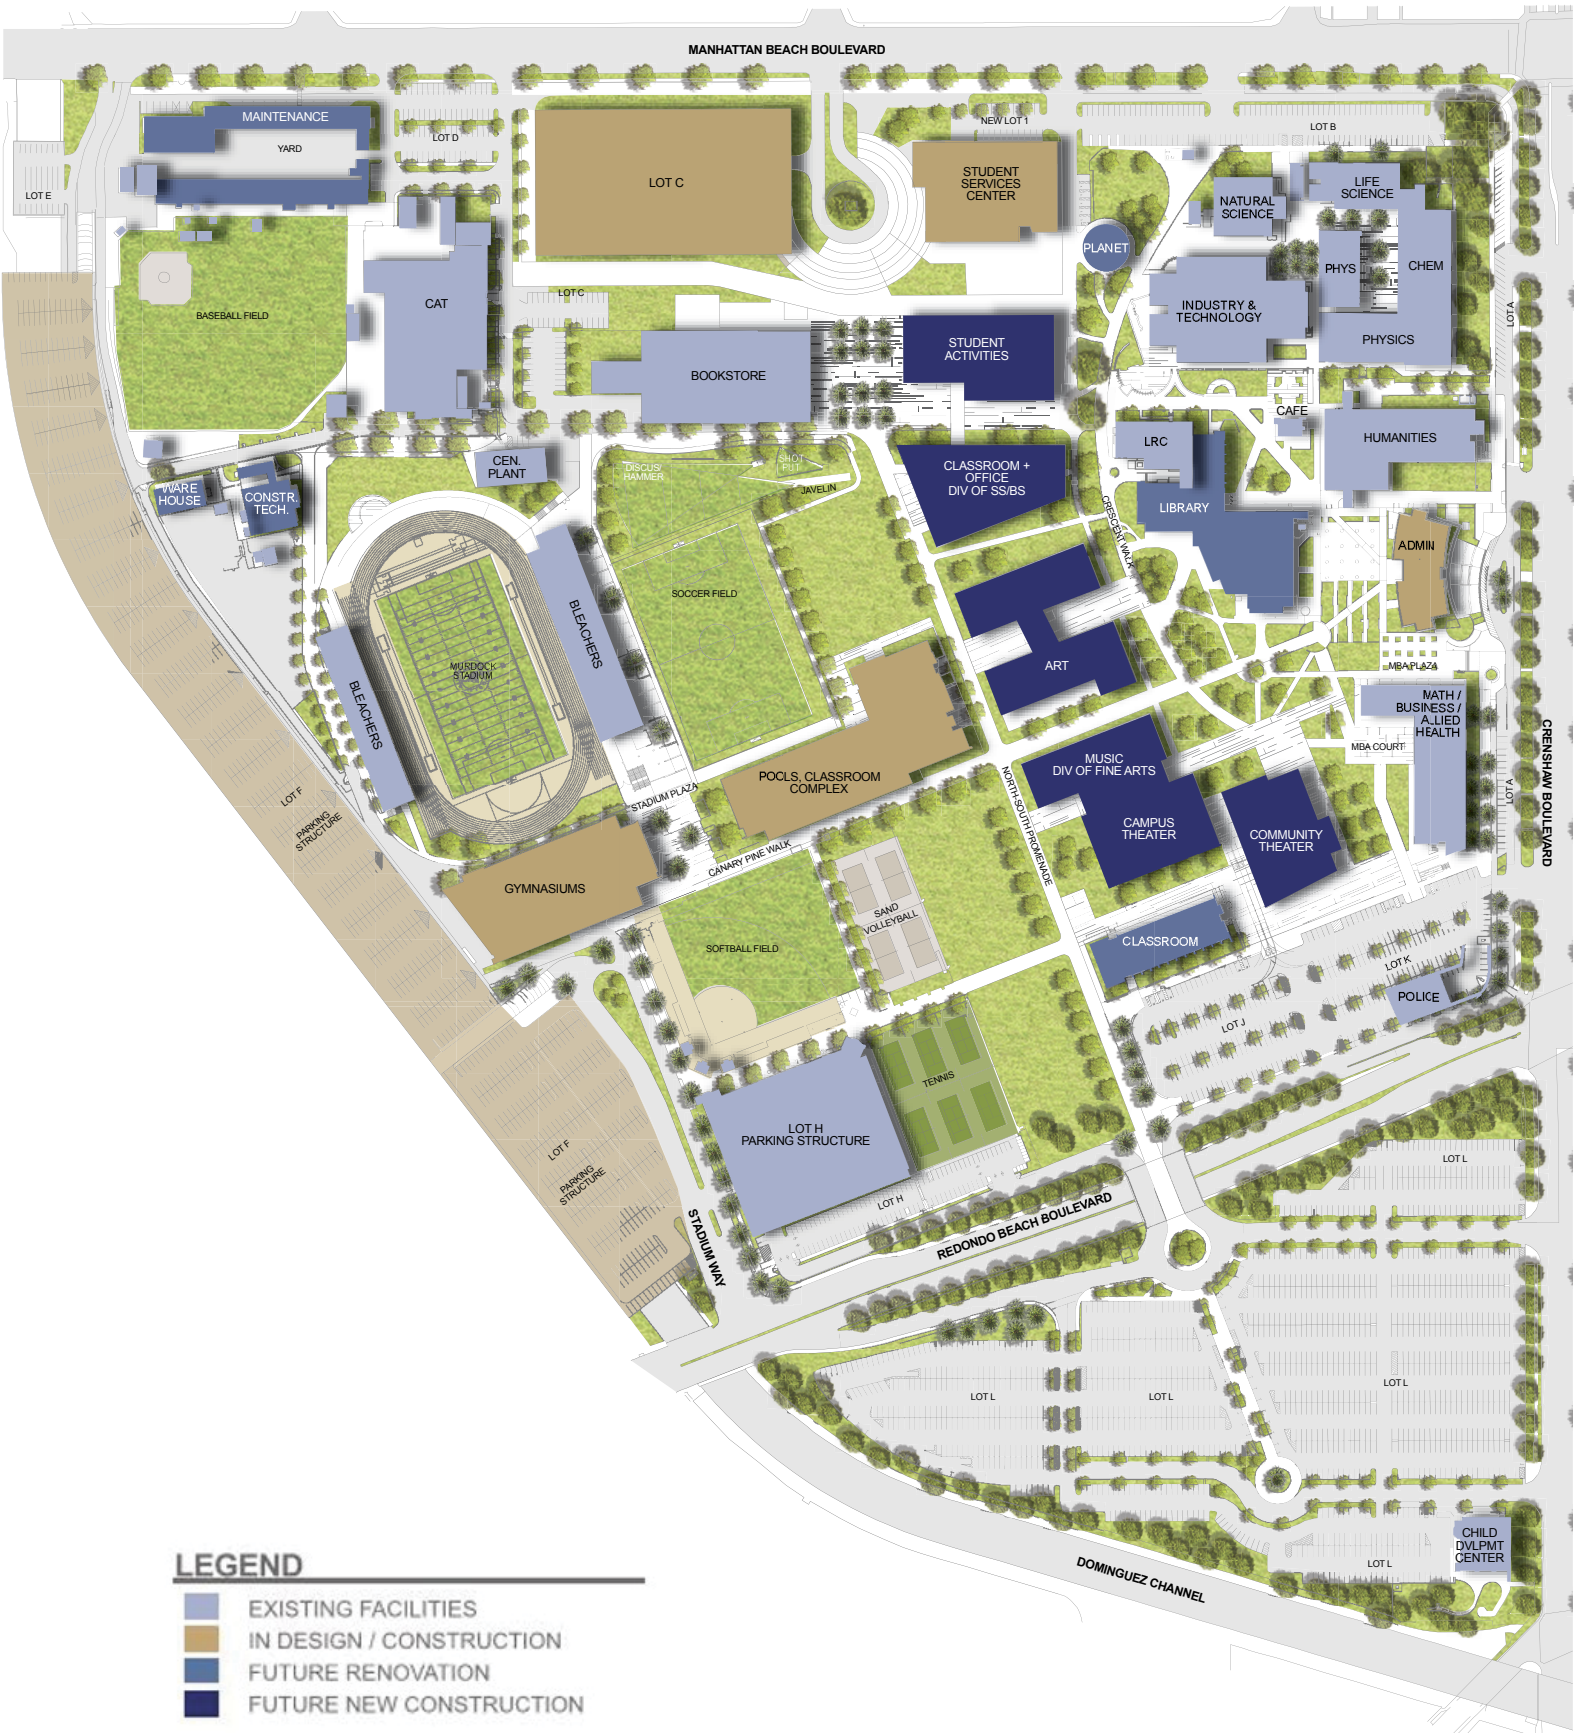 MANHATTAN BEACH BOULEVARD
MAINTENANCE
YARD
LOT D
LOT E
LOT C
NEW LOT 1
STUDENT
SERVICES
CENTER
LOT B
NATURAL
SCIENCE
LIFE
SCIENCE
PLANET
PHYS
CHEM
INDUSTRY &
TECHNOLOGY
PHYSICS
LOT A
BASEBALL FIELD
CAT
LOT C
BOOKSTORE
STUDENT
ACTIVITIES
CAFE
LRC
HUMANITIES
CEN.
PLANT
DISCUS/
HAMMER
SHOT
PUT
JAVELIN
CLASSROOM +
OFFICE
DIV OF SS/BS
CRESCENT WALK
LIBRARY
WARE
HOUSE
CONSTR.
TECH.
ADMIN
BLEACHERS
SOCCER FIELD
MURDOCK
STADIUM
BLEACHERS
ART
MBA PLAZA
MATH /
BUSINESS /
ALLIED
HEALTH
MBA COURT
CRENSHAW BOULEVARD
LOT A
MUSIC
DIV OF FINE ARTS
POOLS, CLASSROOM
COMPLEX
STADIUM PLAZA
NORTH-SOUTH PROMENADE
CAMPUS
THEATER
COMMUNITY
THEATER
LOT F
PARKING
STRUCTURE
CANARY PINE WALK
GYMNASIUMS
SAND
VOLLEYBALL
SOFTBALL FIELD
CLASSROOM
LOT K
POLICE
LOT J
TENNIS
LOT H
PARKING STRUCTURE
LOT F
PARKING
STRUCTURE
LOT L
LOT H
REDONDO BEACH BOULEVARD
STADIUM WAY
LOT L
LOT L
LOT L
CHILD
DVLPMT
CENTER
LOT L
DOMINGUEZ CHANNEL
LEGEND
EXISTING FACILITIES
IN DESIGN / CONSTRUCTION
FUTURE RENOVATION
FUTURE NEW CONSTRUCTION